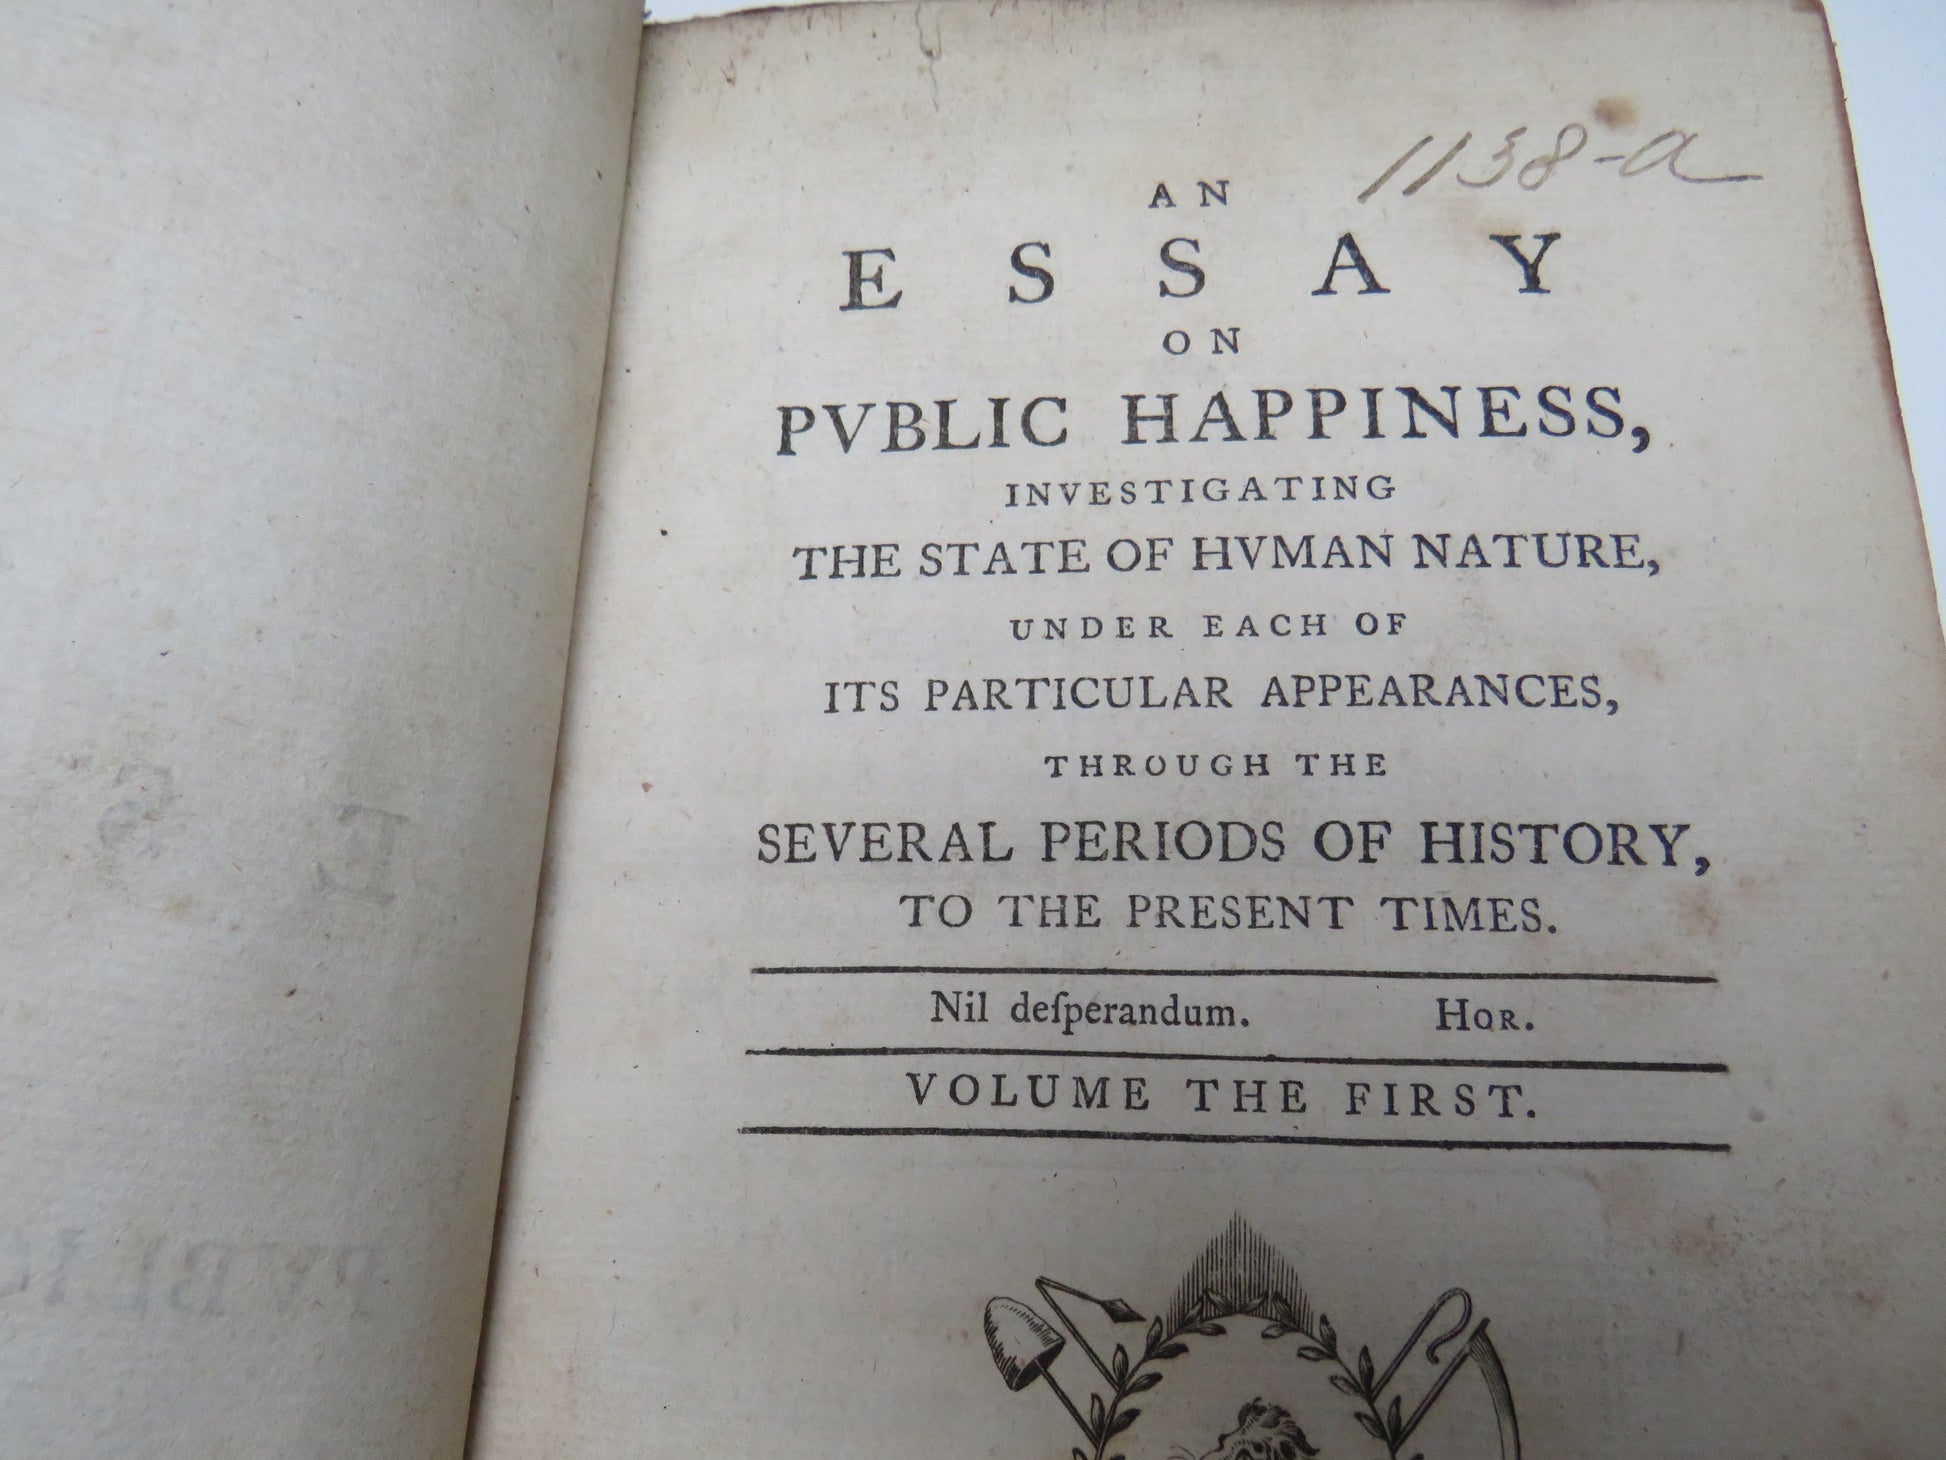 1138-a
AN
ESSAY
ON
PVBLIC HAPPINESS,
INVESTIGATING
THE STATE OF HVMAN NATURE,
UNDER EACH OF
ITS PARTICULAR APPEARANCES,
THROUGH THE
SEVERAL PERIODS OF HISTORY,
TO THE PRESENT TIMES.
Nil deſperandum. HOR.
VOLUME THE FIRST.